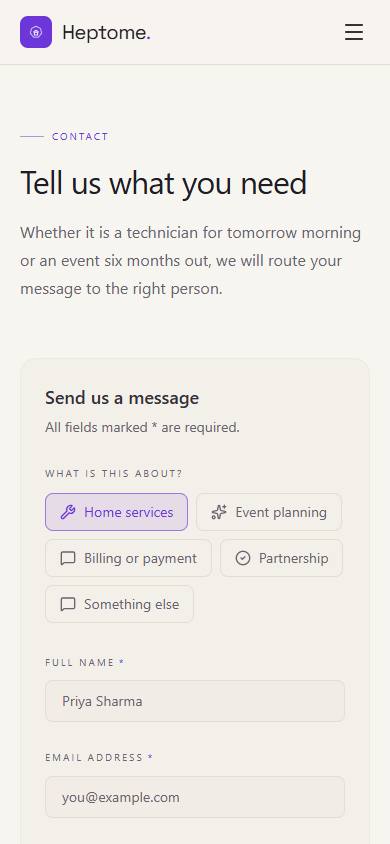 Heptome.
CONTACT
Tell us what you need
Whether it is a technician for tomorrow morning
or an event six months out, we will route your
message to the right person.
Send us a message
All fields marked * are required.
WHAT IS THIS ABOUT?
Home services
Event planning
Billing or payment
Partnership
Something else
FULL NAME *
Priya Sharma
EMAIL ADDRESS *
you@example.com